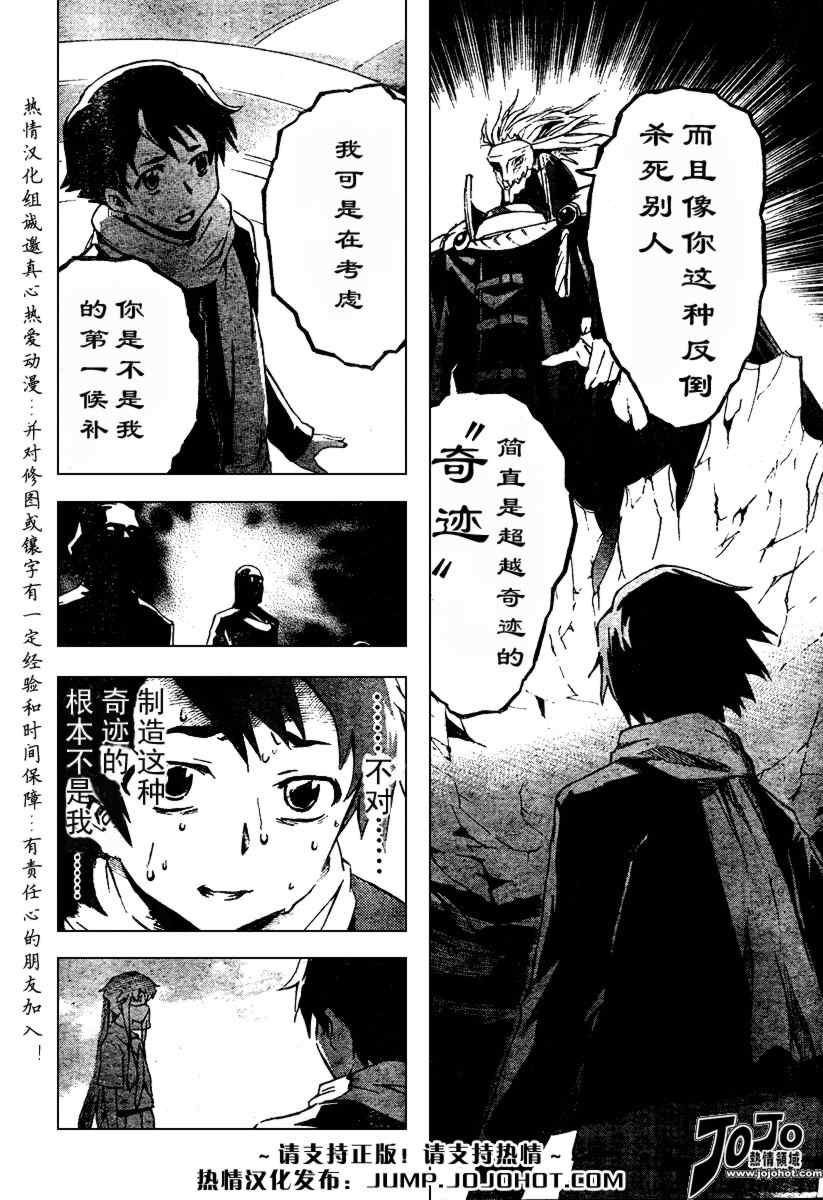 而且像你这种反倒
杀死别人
简直是超越奇迹的
“奇迹”
我可是在考虑
你是不是我
的第一候补
……不对……
制造这种
奇迹的
根本不是我……
热情汉化组诚邀真心热爱动漫…并对修图或镶字有一定经验和时间保障…有责任心的朋友加入！
～请支持正版！请支持热情～
热情汉化发布：JUMP.JOJOHOT.COM
JOJO
热情领域
www.jojohot.com